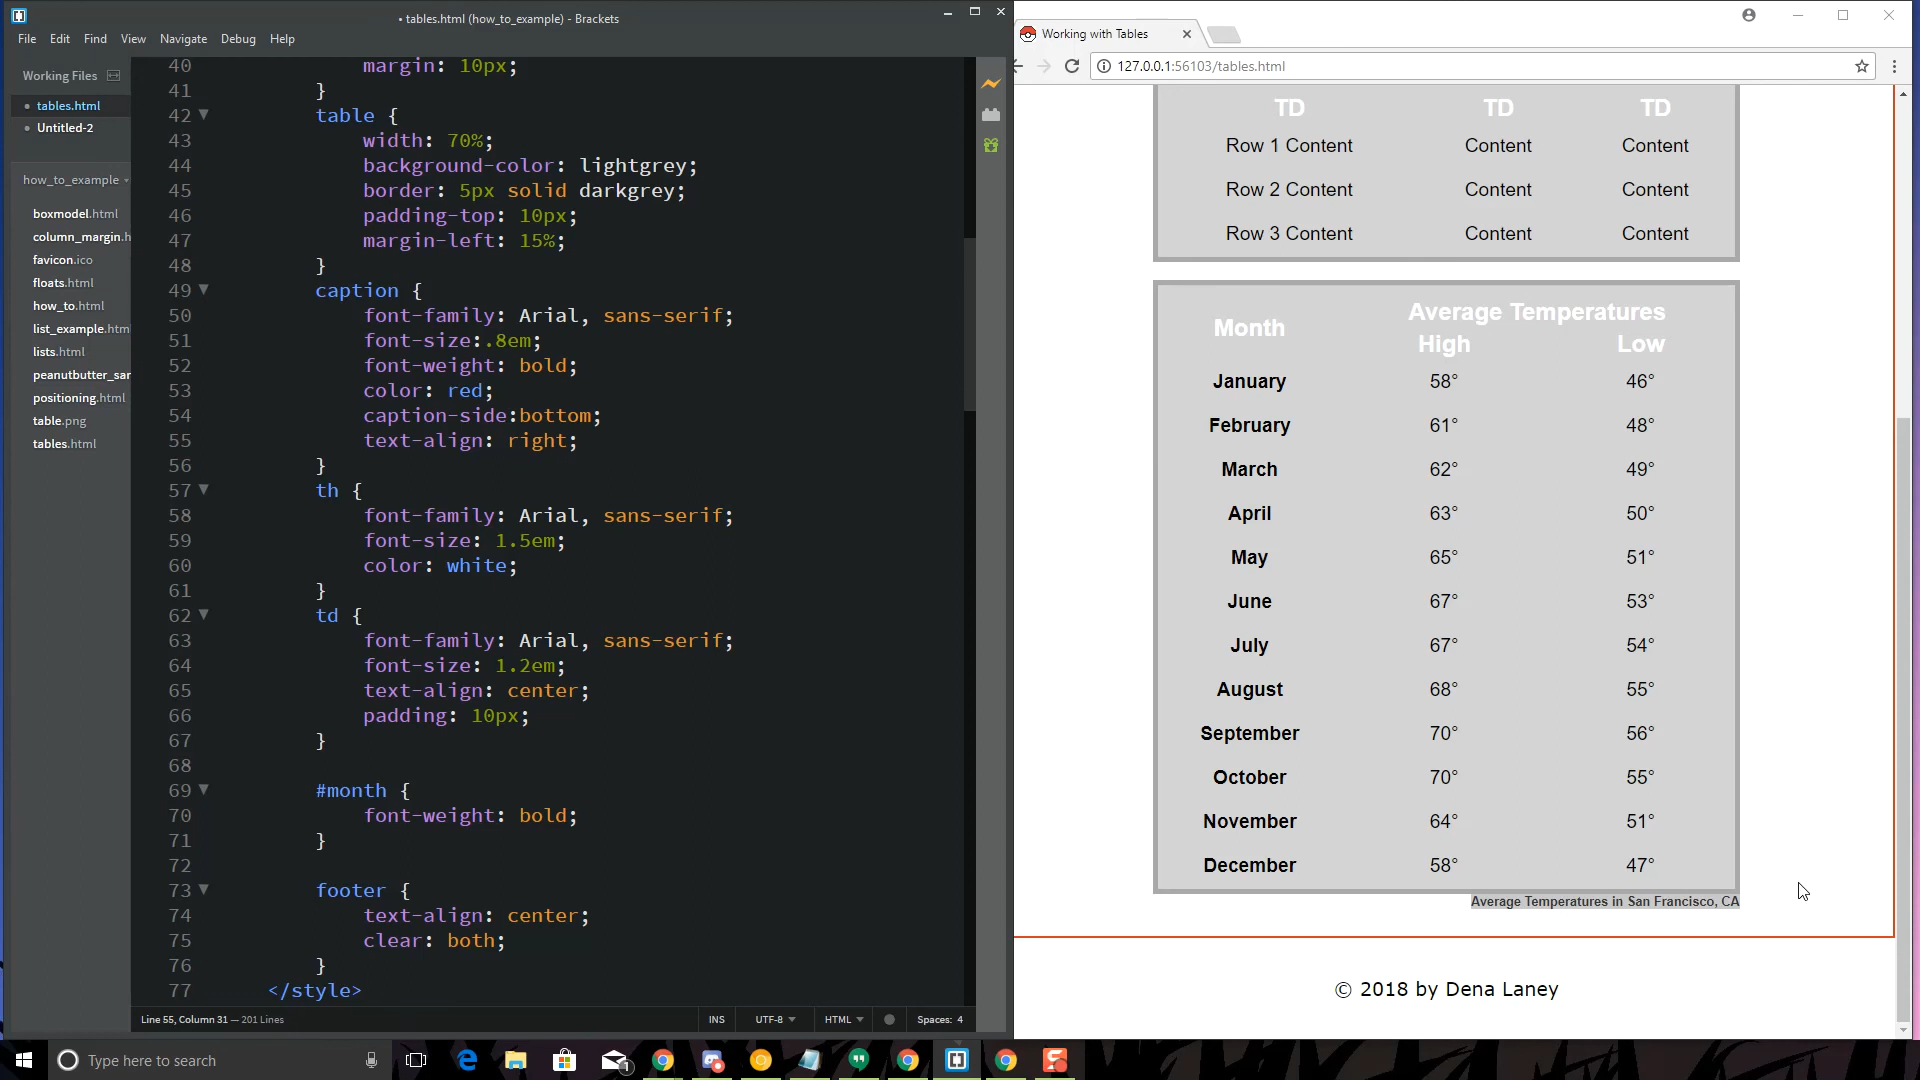 • tables.html (how_to_example) - Brackets
File Edit Find View Navigate Debug Help
Working Files
tables.html
Untitled-2
how_to_example
boxmodel.html
column_margin.h
favicon.ico
floats.html
how_to.html
list_example.htm
lists.html
peanutbutter_sar
positioning.html
table.png
tables.html
40 margin: 10px;
41 }
42 table {
43 width: 70%;
44 background-color: lightgrey;
45 border: 5px solid darkgrey;
46 padding-top: 10px;
47 margin-left: 15%;
48 }
49 caption {
50 font-family: Arial, sans-serif;
51 font-size:.8em;
52 font-weight: bold;
53 color: red;
54 caption-side:bottom;
55 text-align: right;
56 }
57 th {
58 font-family: Arial, sans-serif;
59 font-size: 1.5em;
60 color: white;
61 }
62 td {
63 font-family: Arial, sans-serif;
64 font-size: 1.2em;
65 text-align: center;
66 padding: 10px;
67 }
68
69 #month {
70 font-weight: bold;
71 }
72
73 footer {
74 text-align: center;
75 clear: both;
76 }
77 </style>
Line 55, Column 31 — 201 Lines
INS UTF-8 HTML Spaces: 4
Working with Tables
127.0.0.1:56103/tables.html
TD TD TD
Row 1 Content Content Content
Row 2 Content Content Content
Row 3 Content Content Content
Month Average Temperatures
High Low
January 58° 46°
February 61° 48°
March 62° 49°
April 63° 50°
May 65° 51°
June 67° 53°
July 67° 54°
August 68° 55°
September 70° 56°
October 70° 55°
November 64° 51°
December 58° 47°
Average Temperatures in San Francisco, CA
© 2018 by Dena Laney
Type here to search
1